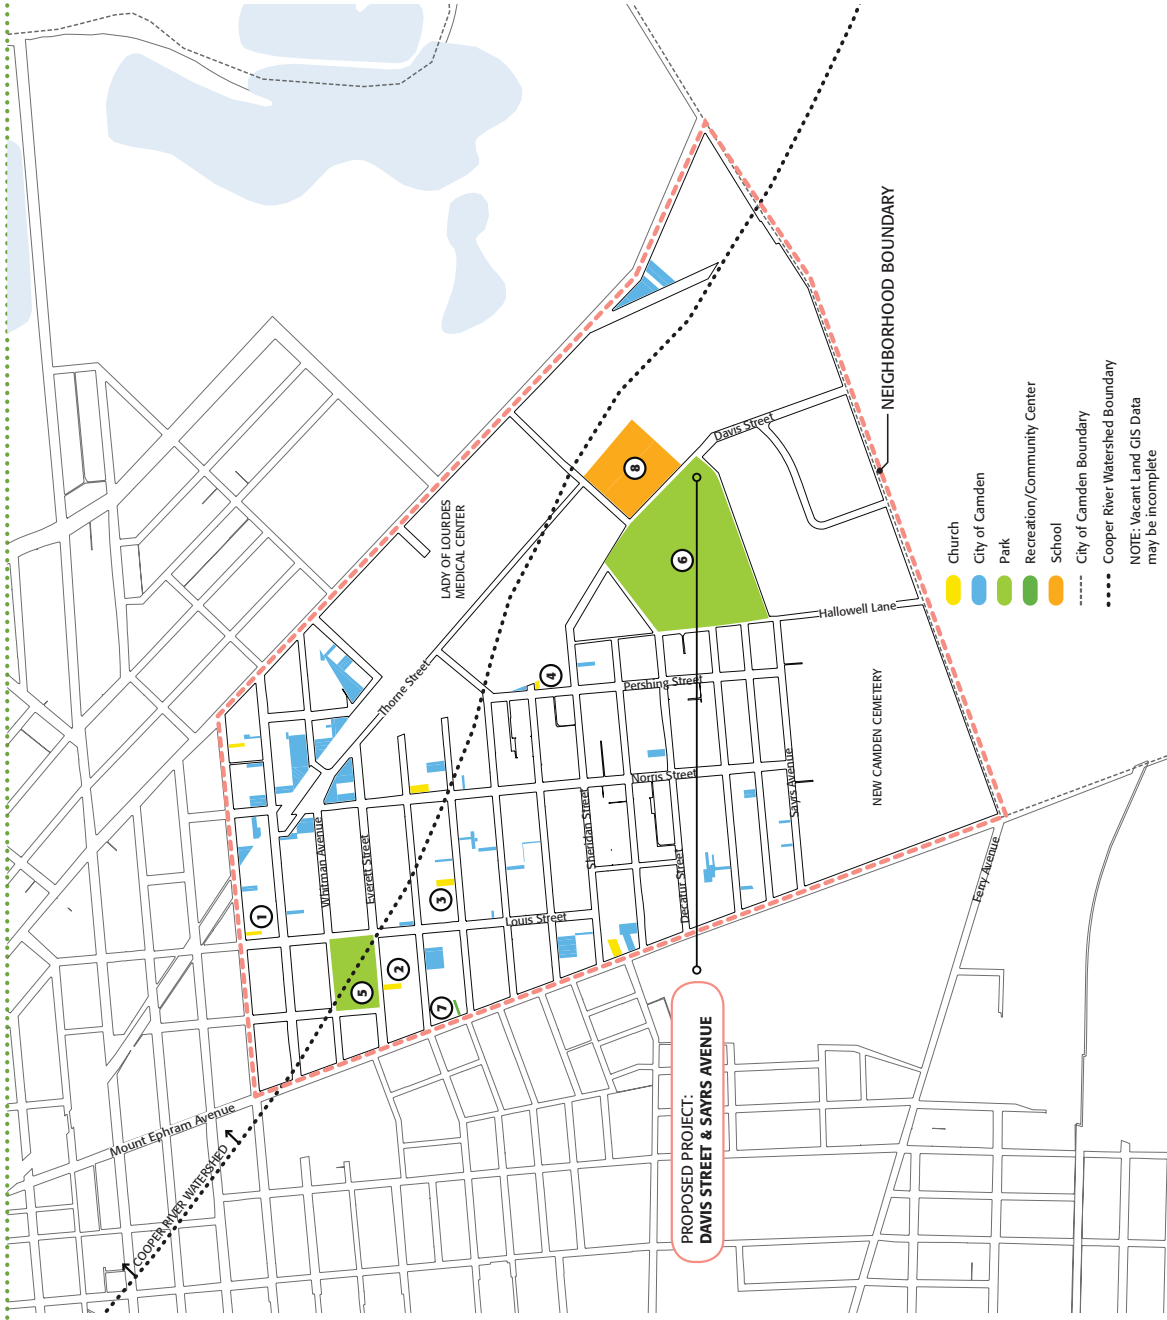 COOPER RIVER WATERSHED
Mount Ephram Avenue
PROPOSED PROJECT:
DAVIS STREET & SAYRS AVENUE
1
2
3
4
5
6
7
8
Whitman Avenue
Everett Street
Louis Street
Sheridan Street
Decatur Street
Norris Street
Sayrs Avenue
Pershing Street
Thorne Street
Davis Street
Hallowell Lane
Ferry Avenue
LADY OF LOURDES
MEDICAL CENTER
NEW CAMDEN CEMETERY
NEIGHBORHOOD BOUNDARY
Church
City of Camden
Park
Recreation/Community Center
School
City of Camden Boundary
Cooper River Watershed Boundary
NOTE: Vacant Land GIS Data
may be incomplete